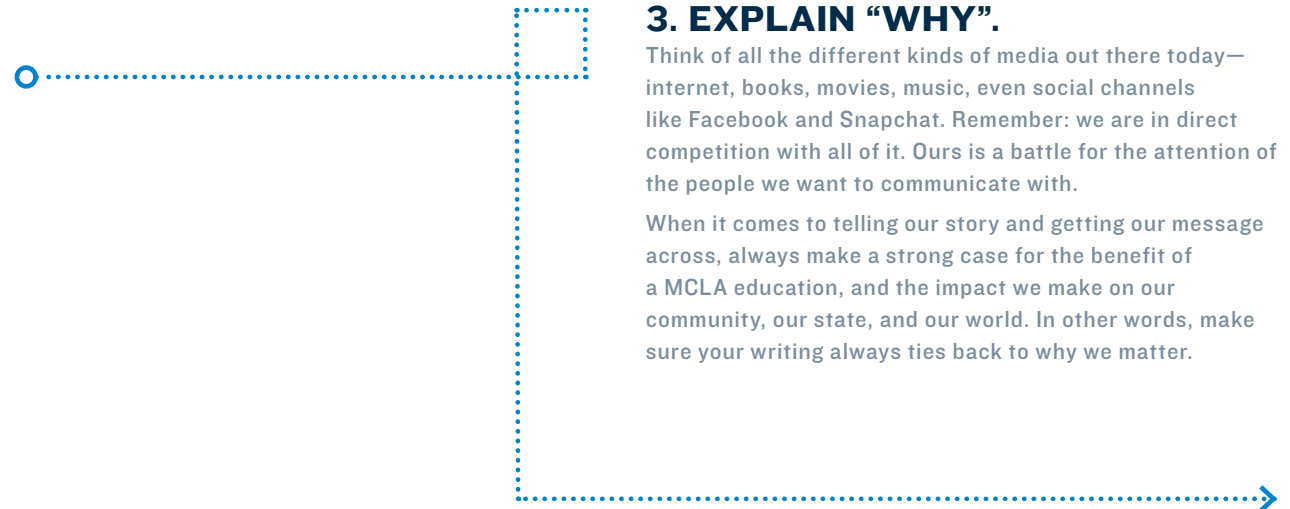 3. EXPLAIN “WHY”.
Think of all the different kinds of media out there today—
internet, books, movies, music, even social channels
like Facebook and Snapchat. Remember: we are in direct
competition with all of it. Ours is a battle for the attention of
the people we want to communicate with.
When it comes to telling our story and getting our message
across, always make a strong case for the benefit of
a MCLA education, and the impact we make on our
community, our state, and our world. In other words, make
sure your writing always ties back to why we matter.